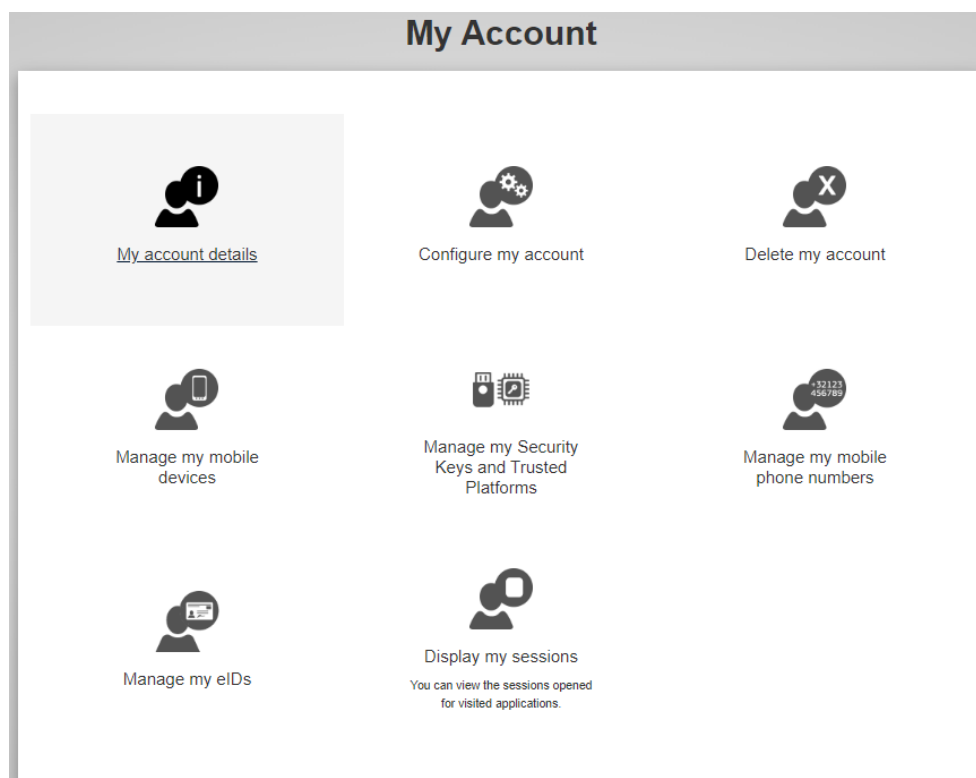 My Account
i
X
My account details
Configure my account
Delete my account
+32123
456789
Manage my mobile
devices
Manage my Security
Keys and Trusted
Platforms
Manage my mobile
phone numbers
Manage my eIDs
Display my sessions
You can view the sessions opened
for visited applications.